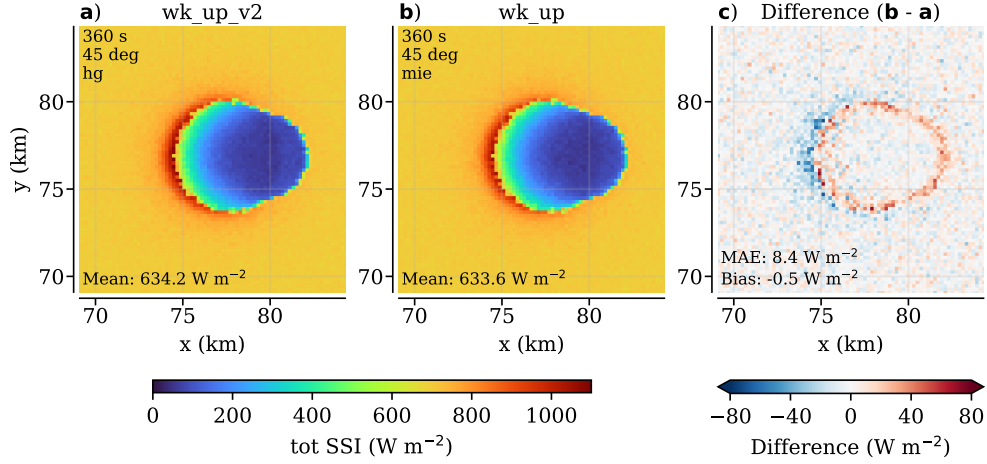 a) wk_up_v2
b) wk_up
c) Difference (b - a)
360 s
45 deg
hg
360 s
45 deg
mie
Mean: 634.2 W m⁻²
Mean: 633.6 W m⁻²
MAE: 8.4 W m⁻²
Bias: -0.5 W m⁻²
y (km)
80
75
70
70 75 80
70 75 80
70 75 80
x (km)
x (km)
x (km)
0 200 400 600 800 1000
tot SSI (W m⁻²)
−80 −40 0 40 80
Difference (W m⁻²)